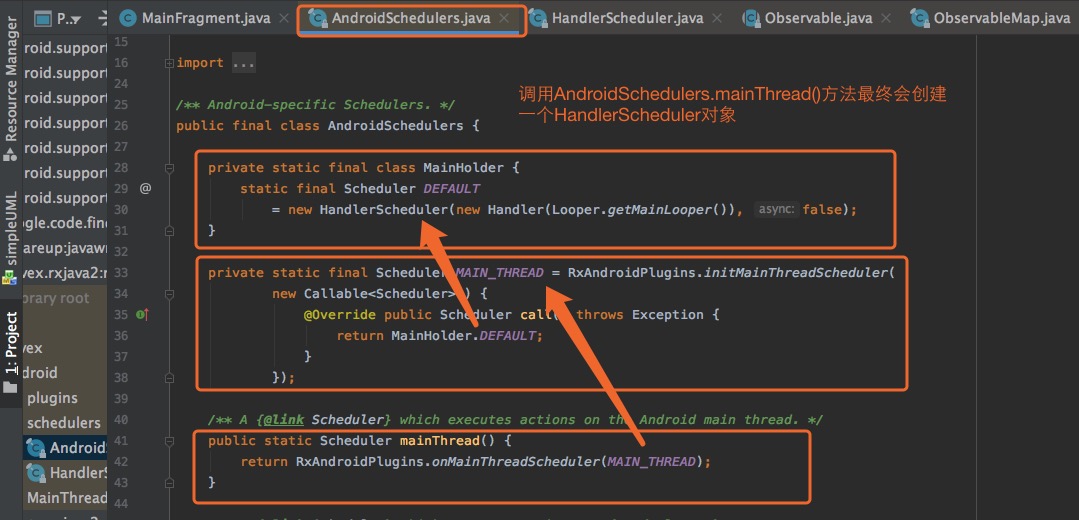 P..
MainFragment.java
AndroidSchedulers.java
HandlerScheduler.java
Observable.java
ObservableMap.java
Resource Manager
simpleUML
1: Project
roid.support
roid.support
roid.support
roid.support
roid.support
roid.support
roid.support
gle.code.find
areup:javawr
vex.rxjava2:r
brary root
vex
droid
plugins
schedulers
Android
HandlerS
MainThread
15
16 import ...
24
25 /** Android-specific Schedulers. */
26 public final class AndroidSchedulers {
27
28 private static final class MainHolder {
29 @ static final Scheduler DEFAULT
30 = new HandlerScheduler(new Handler(Looper.getMainLooper()), async: false);
31 }
32
33 private static final Scheduler MAIN_THREAD = RxAndroidPlugins.initMainThreadScheduler(
34 new Callable<Scheduler>() {
35 @Override public Scheduler call() throws Exception {
36 return MainHolder.DEFAULT;
37 }
38 });
39
40 /** A {@link Scheduler} which executes actions on the Android main thread. */
41 public static Scheduler mainThread() {
42 return RxAndroidPlugins.onMainThreadScheduler(MAIN_THREAD);
43 }
44
调用AndroidSchedulers.mainThread()方法最终会创建
一个HandlerScheduler对象